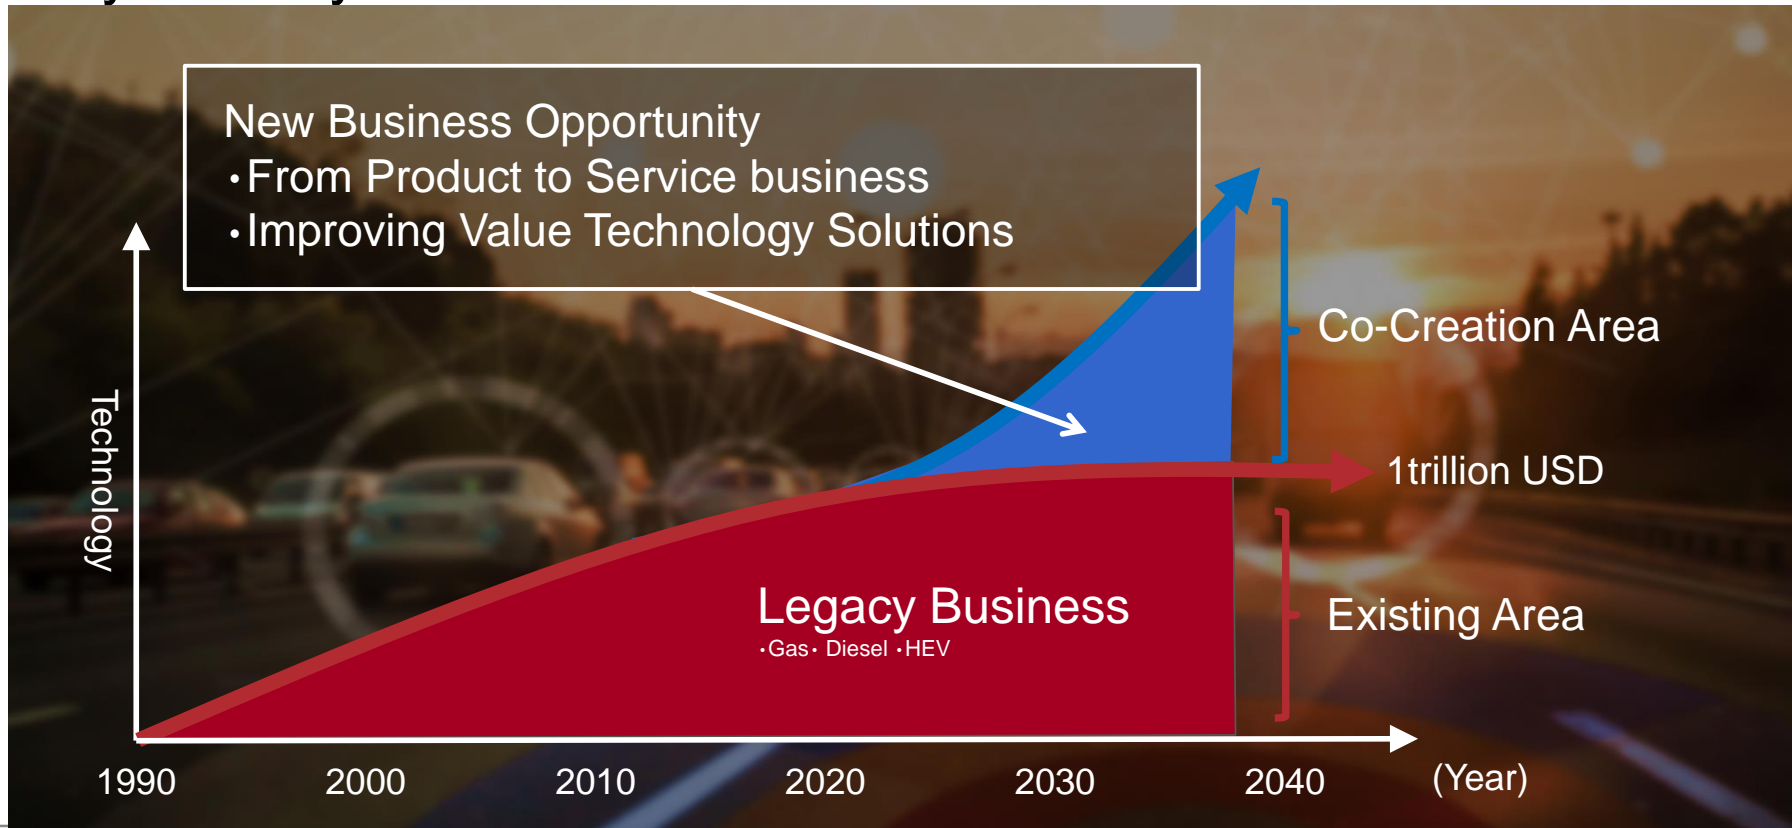 New Business Opportunity
・From Product to Service business
・Improving Value Technology Solutions
Technology
Co-Creation Area
1trillion USD
Legacy Business
・Gas・ Diesel ・HEV
Existing Area
1990 2000 2010 2020 2030 2040 (Year)